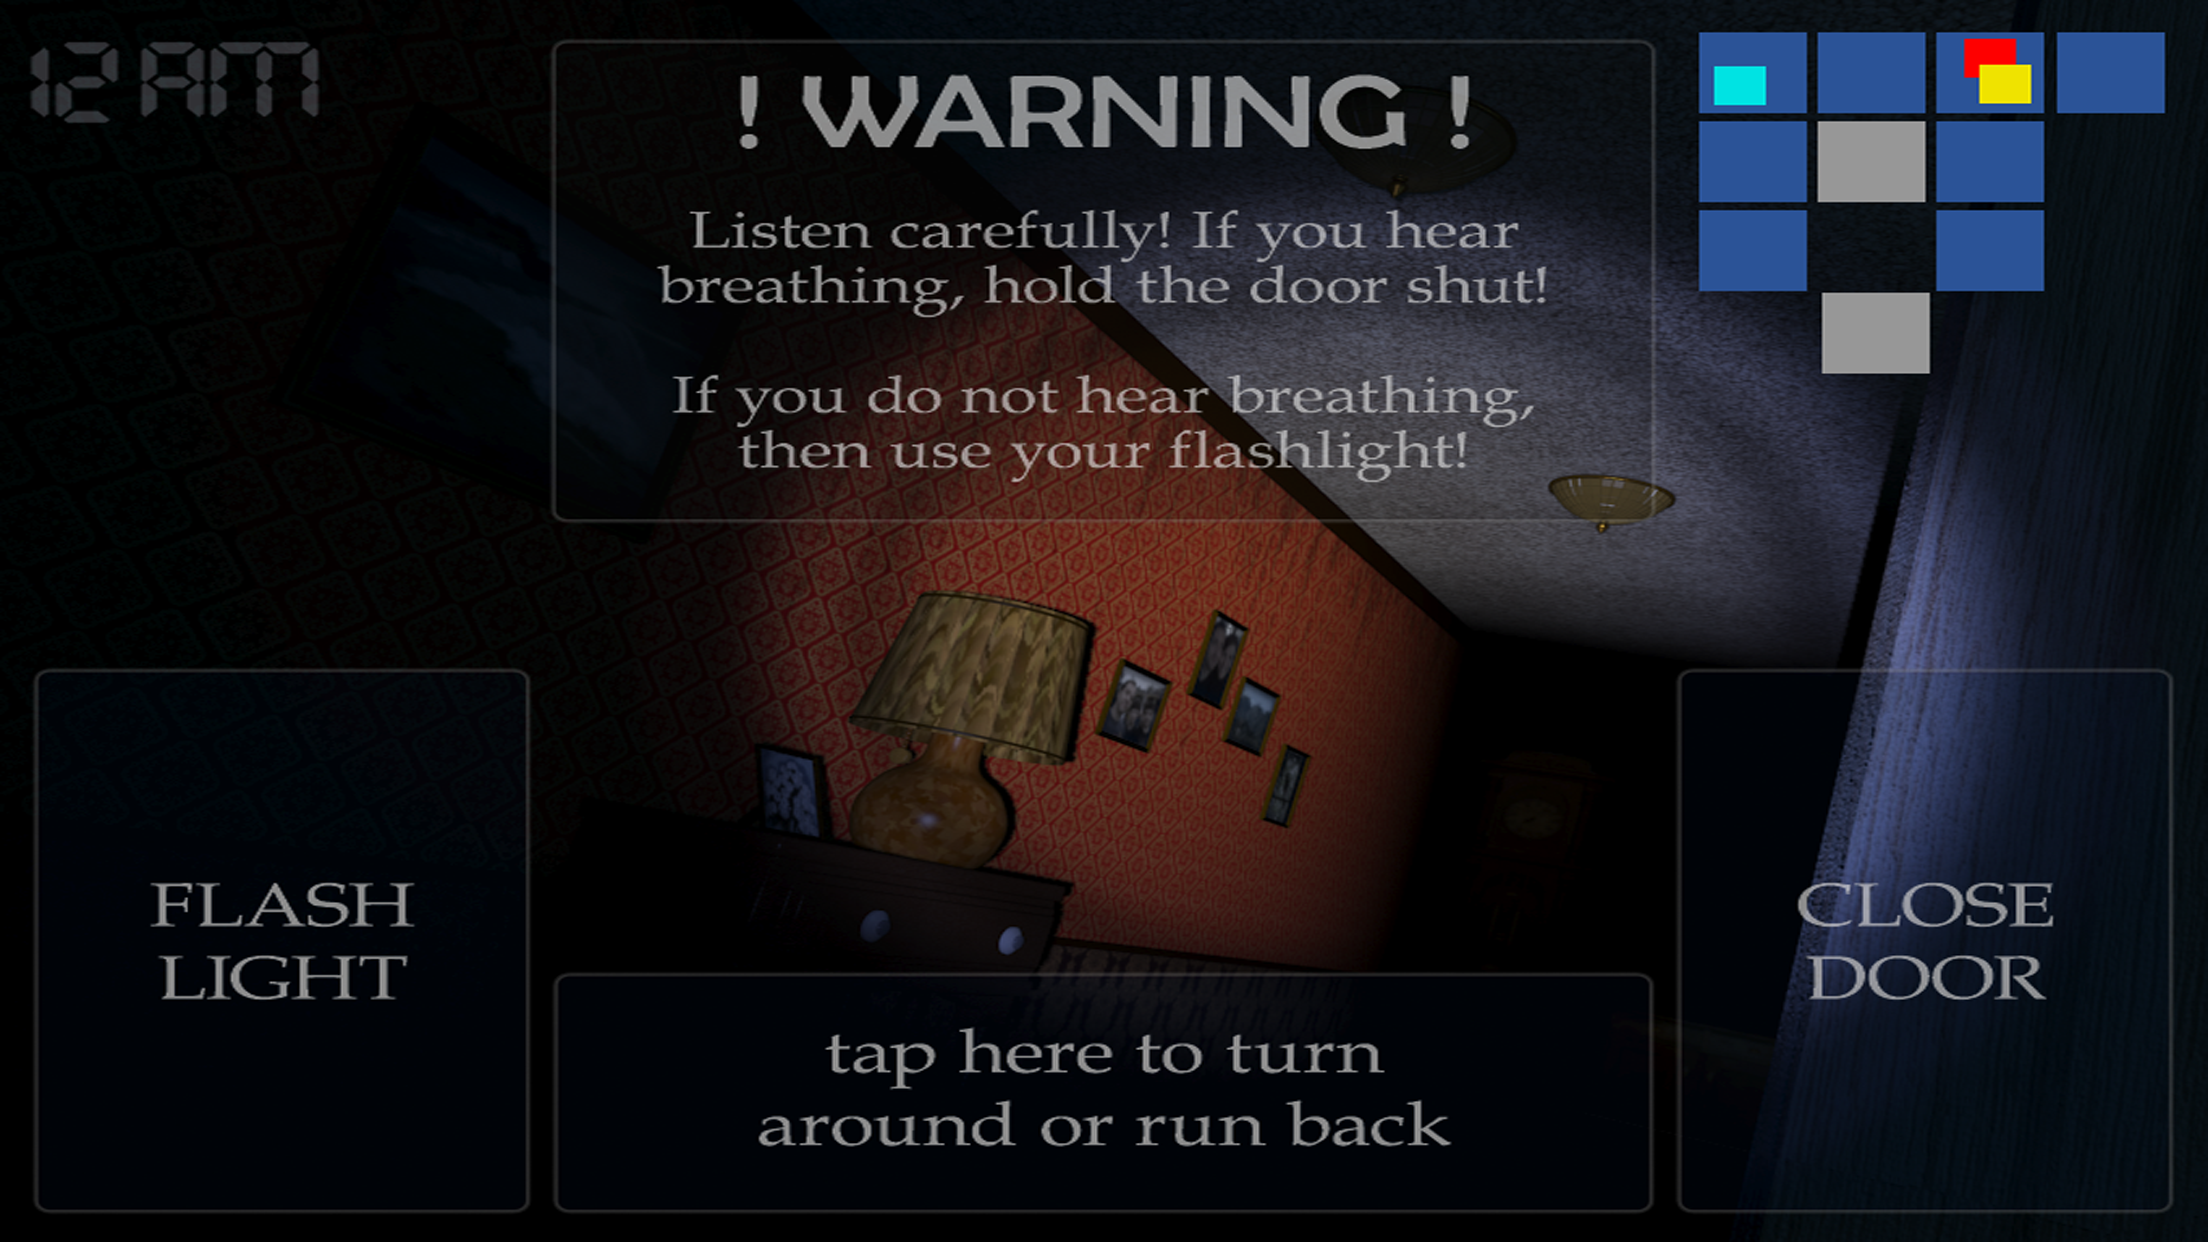 12 AM
! WARNING !
Listen carefully! If you hear
breathing, hold the door shut!
If you do not hear breathing,
then use your flashlight!
FLASH
LIGHT
CLOSE
DOOR
tap here to turn
around or run back